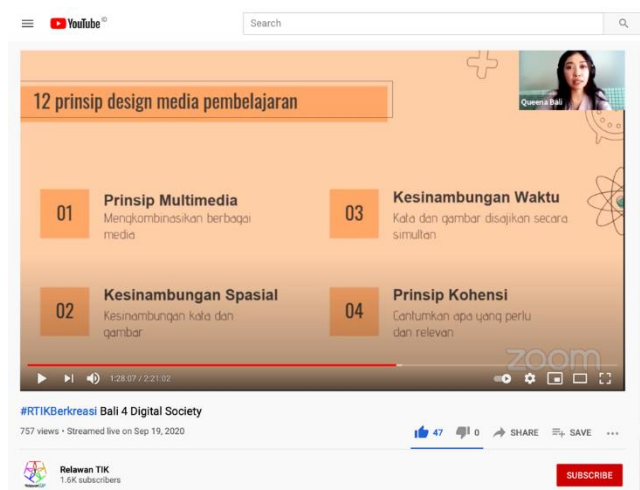 YouTube ID
Search
12 prinsip design media pembelajaran
Queena Bali
01
Prinsip Multimedia
Mengkombinasikan berbagai
media
02
Kesinambungan Spasial
Kesinambungan kata dan
gambar
03
Kesinambungan Waktu
Kata dan gambar disajikan secara
simultan
04
Prinsip Kohensi
Cantumkan apa yang perlu
dan relevan
zoom
1:28:07 / 2:21:02
#RTIKBerkreasi Bali 4 Digital Society
757 views • Streamed live on Sep 19, 2020
47
0
SHARE
SAVE
Relawan TIK
1.6K subscribers
SUBSCRIBE